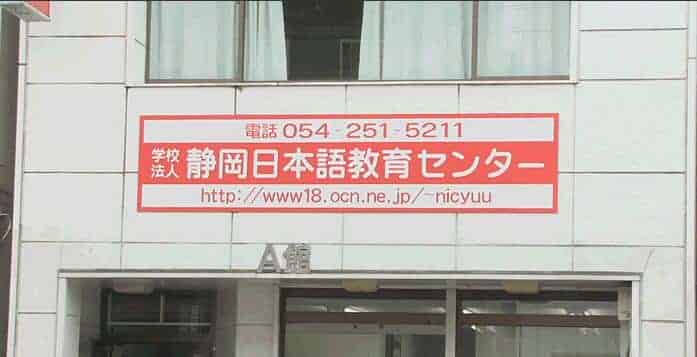 電話 054-251-5211
学校法人 静岡日本語教育センター
http://www18.ocn.ne.jp/~nicyuu
A館